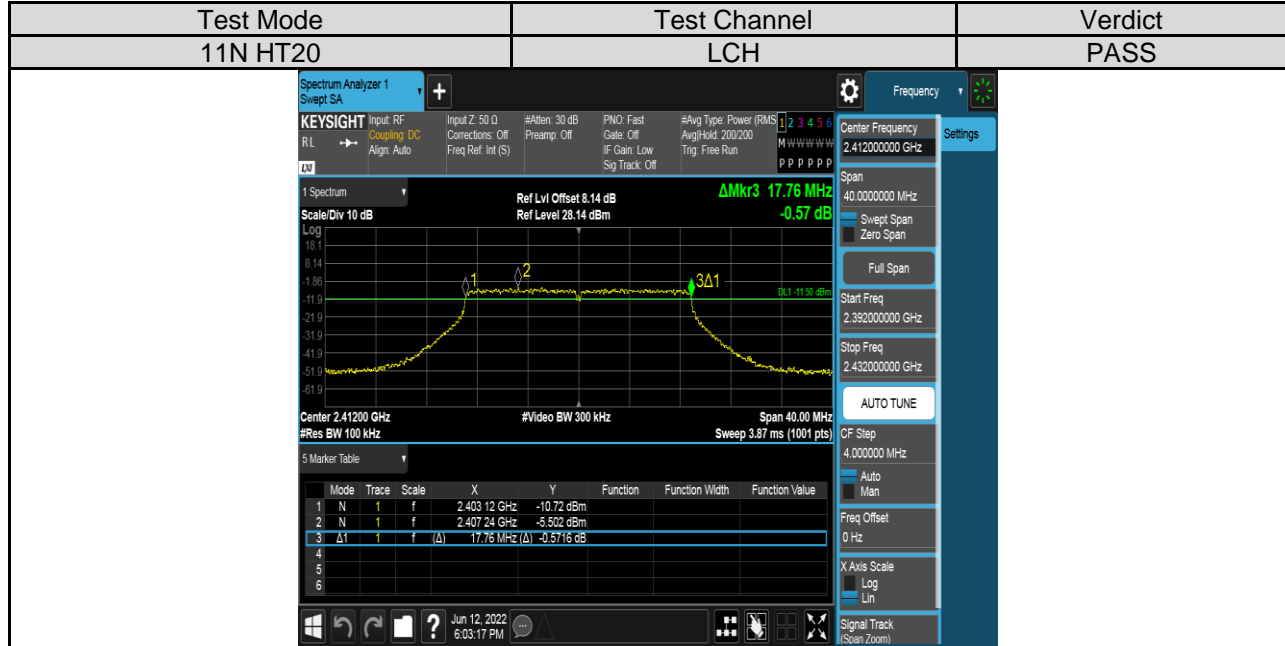 Test Mode Test Channel Verdict
11N HT20 LCH PASS
Spectrum Analyzer 1
Swept SA
+
Frequency
KEYSIGHT
RL
LXI
Input: RF
Coupling: DC
Align: Auto
Input Z: 50 Ω
Corrections: Off
Freq Ref: Int (S)
#Atten: 30 dB
Preamp: Off
PNO: Fast
Gate: Off
IF Gain: Low
Sig Track: Off
#Avg Type: Power (RMS
Avg|Hold: 200/200
Trig: Free Run
1 2 3 4 5 6
M W W W W W
P P P P P P
1 Spectrum
Scale/Div 10 dB
Ref Lvl Offset 8.14 dB
Ref Level 28.14 dBm
ΔMkr3 17.76 MHz
-0.57 dB
Log
18.1
8.14
-1.86
-11.9
-21.9
-31.9
-41.9
-51.9
-61.9
1
2
3Δ1
DL1 -11.50 dBm
Center 2.41200 GHz
#Video BW 300 kHz
Span 40.00 MHz
#Res BW 100 kHz
Sweep 3.87 ms (1001 pts)
5 Marker Table
Mode Trace Scale X Y Function Function Width Function Value
1 N 1 f 2.403 12 GHz -10.72 dBm
2 N 1 f 2.407 24 GHz -5.502 dBm
3 Δ1 1 f (Δ) 17.76 MHz (Δ) -0.5716 dB
4
5
6
?
Jun 12, 2022
6:03:17 PM
Center Frequency
2.412000000 GHz
Settings
Span
40.0000000 MHz
Swept Span
Zero Span
Full Span
Start Freq
2.392000000 GHz
Stop Freq
2.432000000 GHz
AUTO TUNE
CF Step
4.000000 MHz
Auto
Man
Freq Offset
0 Hz
X Axis Scale
Log
Lin
Signal Track
(Span Zoom)